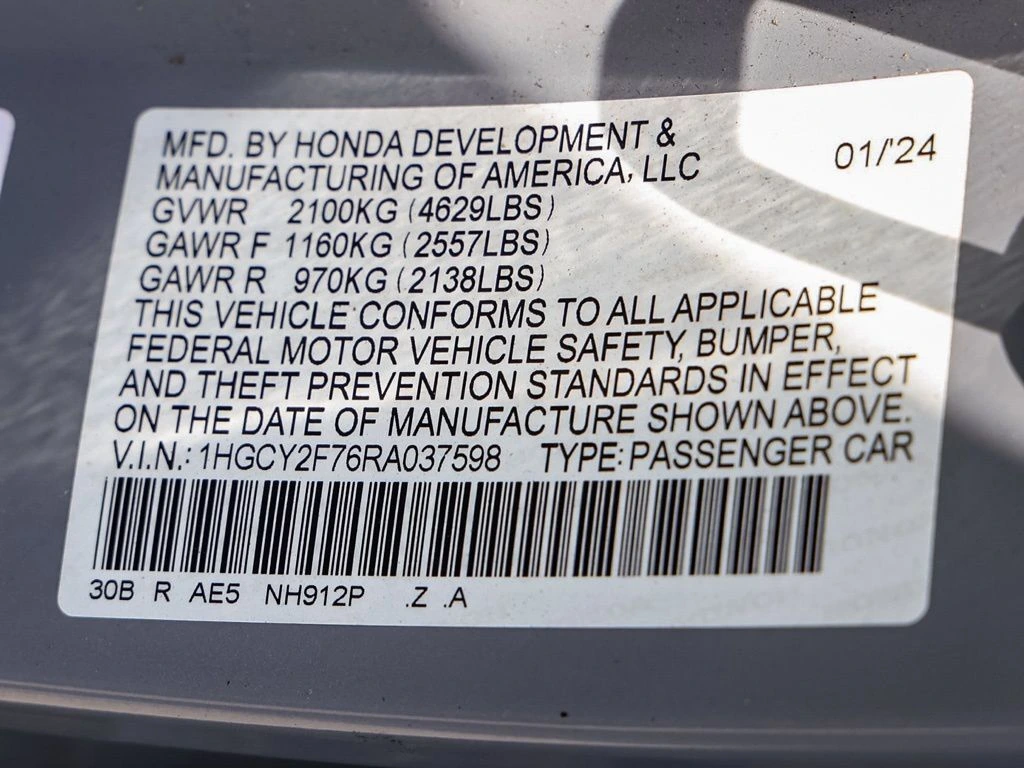 MFD. BY HONDA DEVELOPMENT &
MANUFACTURING OF AMERICA, LLC
01/'24
GVWR 2100KG (4629LBS)
GAWR F 1160KG (2557LBS)
GAWR R 970KG (2138LBS)
THIS VEHICLE CONFORMS TO ALL APPLICABLE
FEDERAL MOTOR VEHICLE SAFETY, BUMPER,
AND THEFT PREVENTION STANDARDS IN EFFECT
ON THE DATE OF MANUFACTURE SHOWN ABOVE.
V.I.N.: 1HGCY2F76RA037598 TYPE: PASSENGER CAR
30B R AE5 NH912P .Z .A